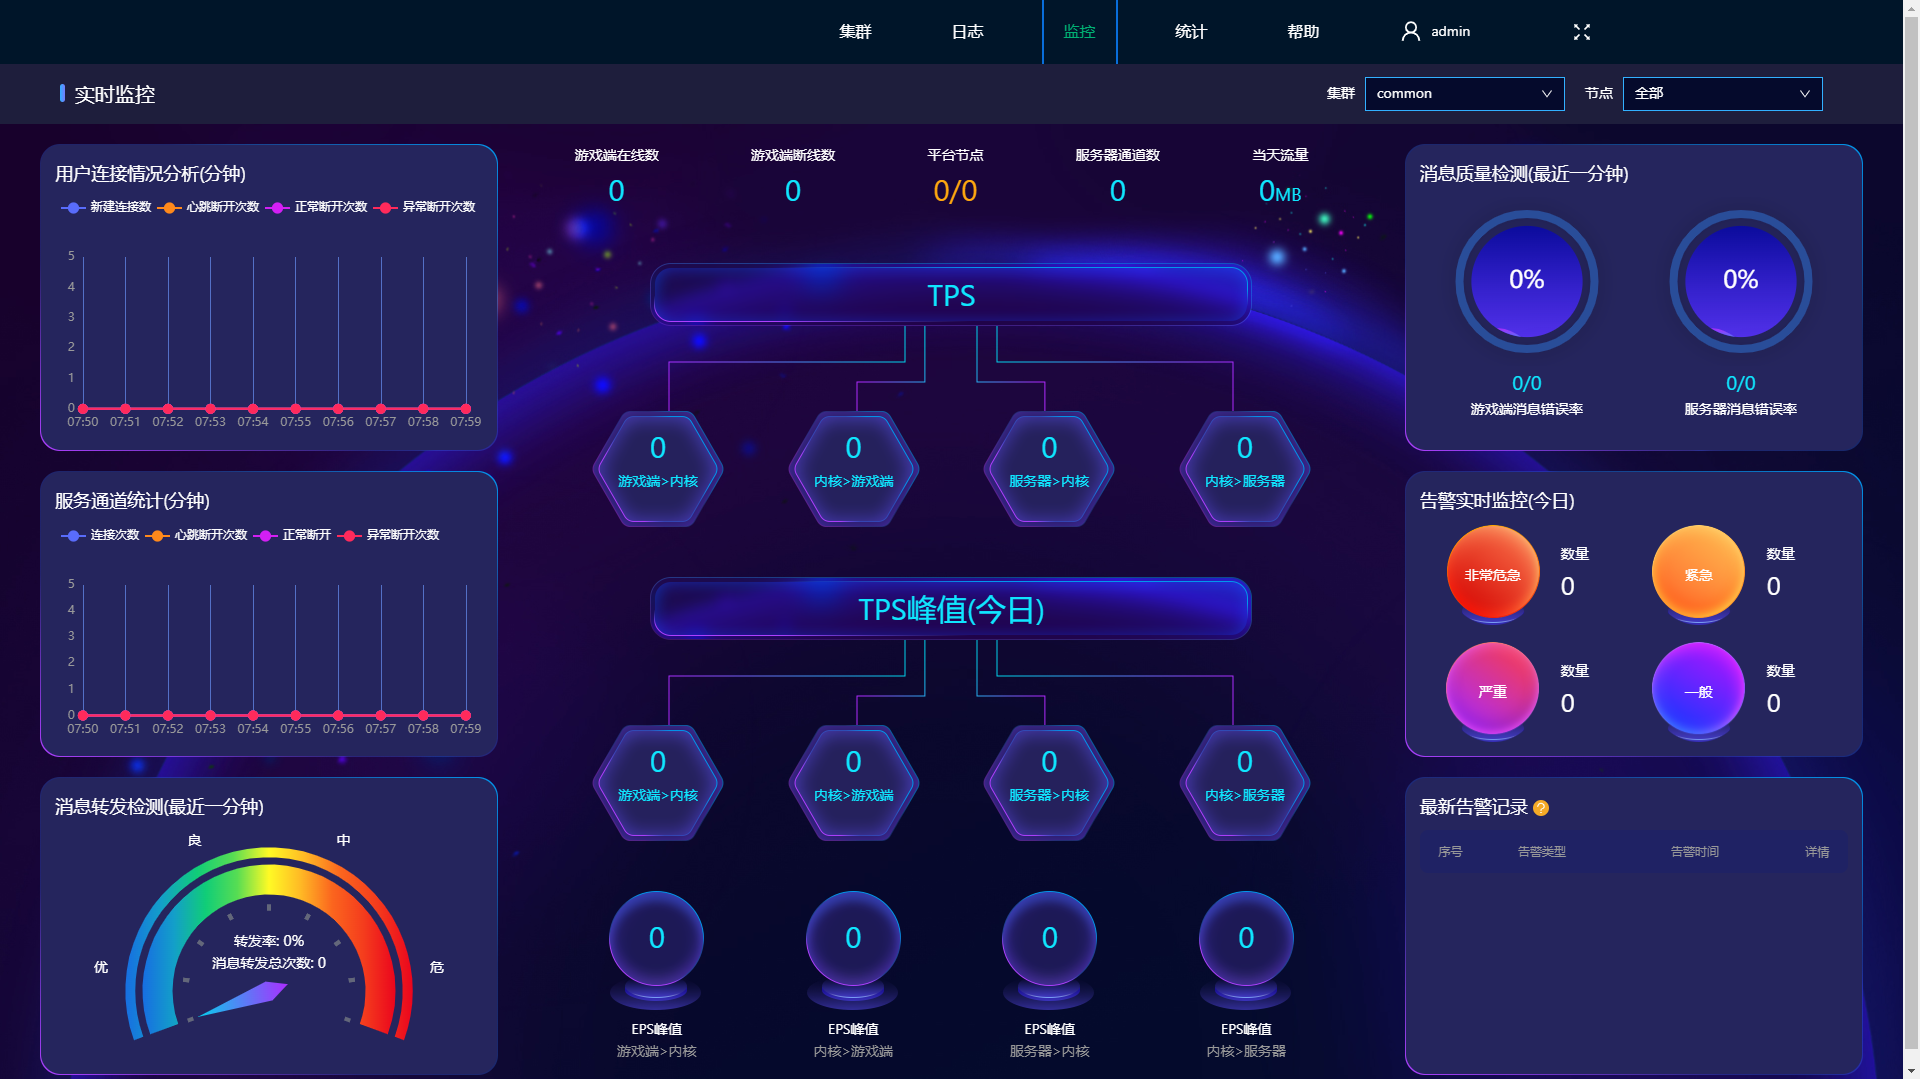 集群
日志
监控
统计
帮助
admin
实时监控
集群
common
节点
全部
用户连接情况分析(分钟)
新建连接数 心跳断开次数 正常断开次数 异常断开次数
5
4
3
2
1
0
07:50 07:51 07:52 07:53 07:54 07:55 07:56 07:57 07:58 07:59
服务通道统计(分钟)
连接次数 心跳断开次数 正常断开 异常断开次数
5
4
3
2
1
0
07:50 07:51 07:52 07:53 07:54 07:55 07:56 07:57 07:58 07:59
消息转发检测(最近一分钟)
良 中
转发率: 0%
消息转发总次数: 0
优 危
游戏端在线数 游戏端断线数 平台节点 服务器通道数 当天流量
0 0 0/0 0 0MB
TPS
0 0 0 0
游戏端>内核 内核>游戏端 服务器>内核 内核>服务器
TPS峰值(今日)
0 0 0 0
游戏端>内核 内核>游戏端 服务器>内核 内核>服务器
0 0 0 0
EPS峰值 EPS峰值 EPS峰值 EPS峰值
游戏端>内核 内核>游戏端 服务器>内核 内核>服务器
消息质量检测(最近一分钟)
0% 0%
0/0 0/0
游戏端消息错误率 服务器消息错误率
告警实时监控(今日)
非常危急 数量 0
紧急 数量 0
严重 数量 0
一般 数量 0
最新告警记录 ?
序号 告警类型 告警时间 详情